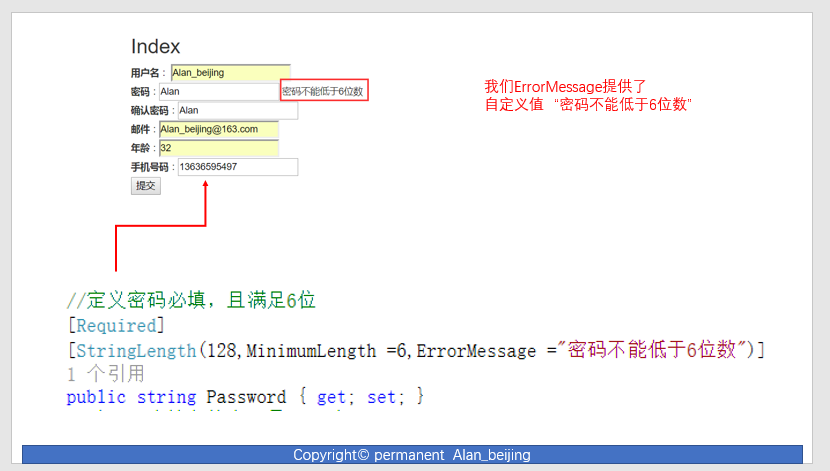 Index
用户名： Alan_beijing
密码：Alan 密码不能低于6位数
确认密码：Alan
邮件：Alan_beijing@163.com
年龄：32
手机号码：13636595497
提交
我们ErrorMessage提供了
自定义值 “密码不能低于6位数”
//定义密码必填，且满足6位
[Required]
[StringLength(128,MinimumLength =6,ErrorMessage ="密码不能低于6位数")]
1 个引用
public string Password { get; set; }
Copyright© permanent Alan_beijing